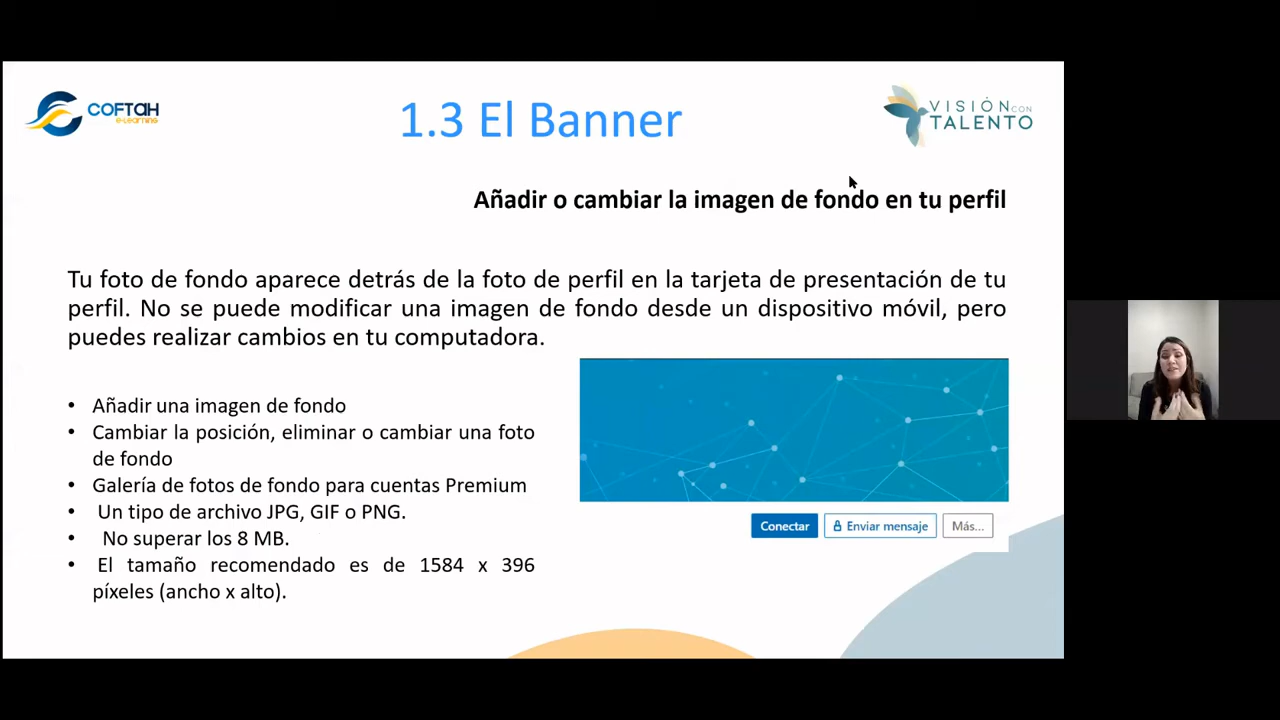 COFTAH
e-Learning
1.3 El Banner
VISIÓN CON
TALENTO
Añadir o cambiar la imagen de fondo en tu perfil
Tu foto de fondo aparece detrás de la foto de perfil en la tarjeta de presentación de tu
perfil. No se puede modificar una imagen de fondo desde un dispositivo móvil, pero
puedes realizar cambios en tu computadora.
• Añadir una imagen de fondo
• Cambiar la posición, eliminar o cambiar una foto
de fondo
• Galería de fotos de fondo para cuentas Premium
• Un tipo de archivo JPG, GIF o PNG.
• No superar los 8 MB.
• El tamaño recomendado es de 1584 x 396
píxeles (ancho x alto).
Conectar
Enviar mensaje
Más...